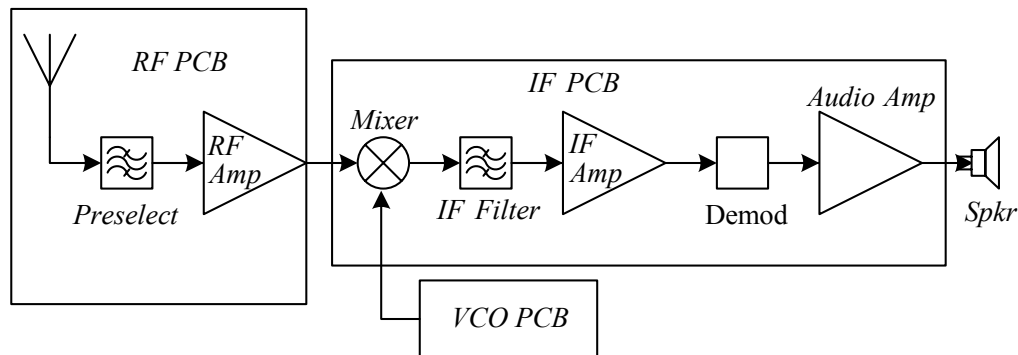 RF PCB
IF PCB
Audio Amp
Mixer
RF
Amp
IF
Amp
Preselect
IF Filter
Demod
Spkr
VCO PCB